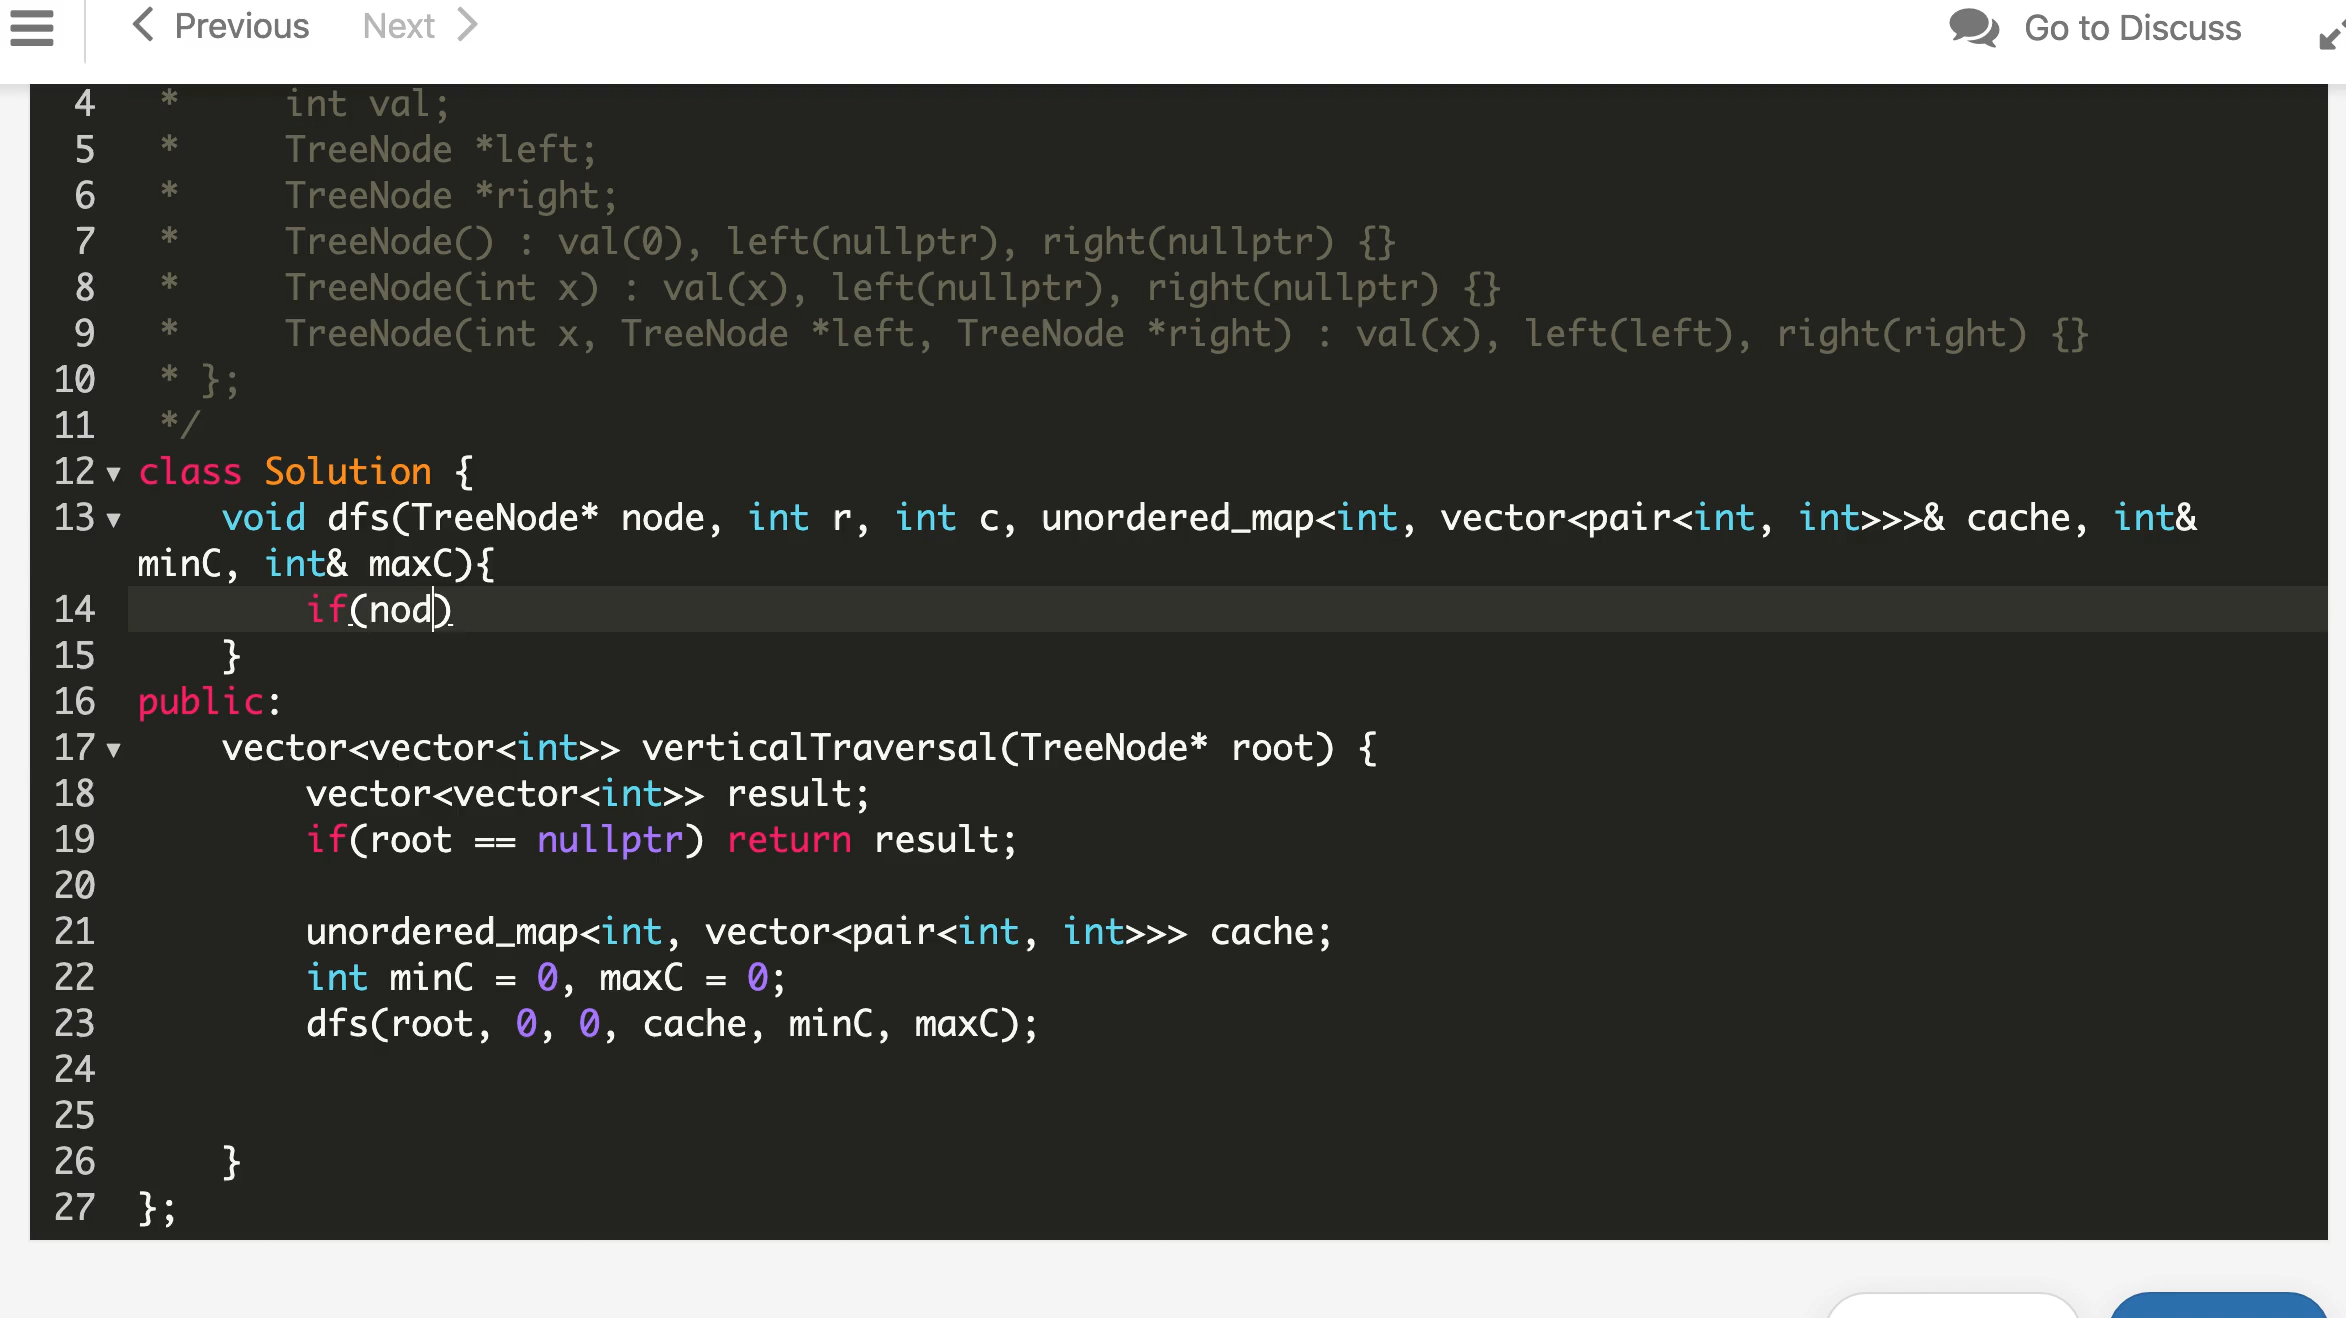 Previous Next Go to Discuss
4 * int val;
5 * TreeNode *left;
6 * TreeNode *right;
7 * TreeNode() : val(0), left(nullptr), right(nullptr) {}
8 * TreeNode(int x) : val(x), left(nullptr), right(nullptr) {}
9 * TreeNode(int x, TreeNode *left, TreeNode *right) : val(x), left(left), right(right) {}
10 * };
11 */
12 class Solution {
13 void dfs(TreeNode* node, int r, int c, unordered_map<int, vector<pair<int, int>>>& cache, int&
minC, int& maxC){
14 if(nod)
15 }
16 public:
17 vector<vector<int>> verticalTraversal(TreeNode* root) {
18 vector<vector<int>> result;
19 if(root == nullptr) return result;
20
21 unordered_map<int, vector<pair<int, int>>> cache;
22 int minC = 0, maxC = 0;
23 dfs(root, 0, 0, cache, minC, maxC);
24
25
26 }
27 };